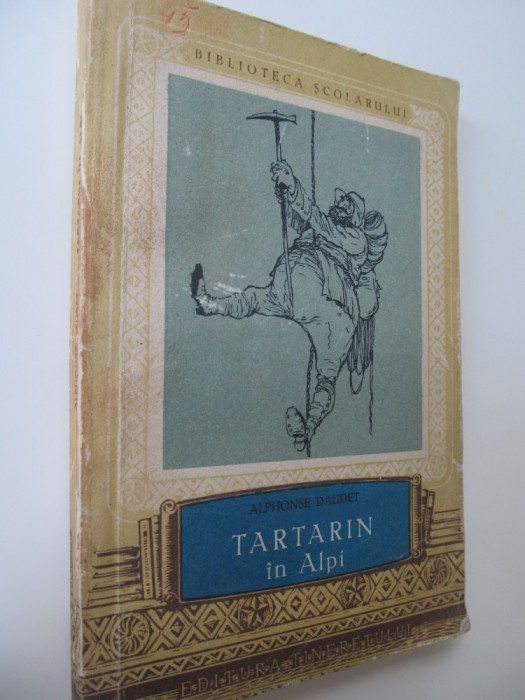 45
BIBLIOTECA ȘCOLARULUI
ALPHONSE DAUDET
TARTARIN
în Alpi
EDITURA TINERETULUI